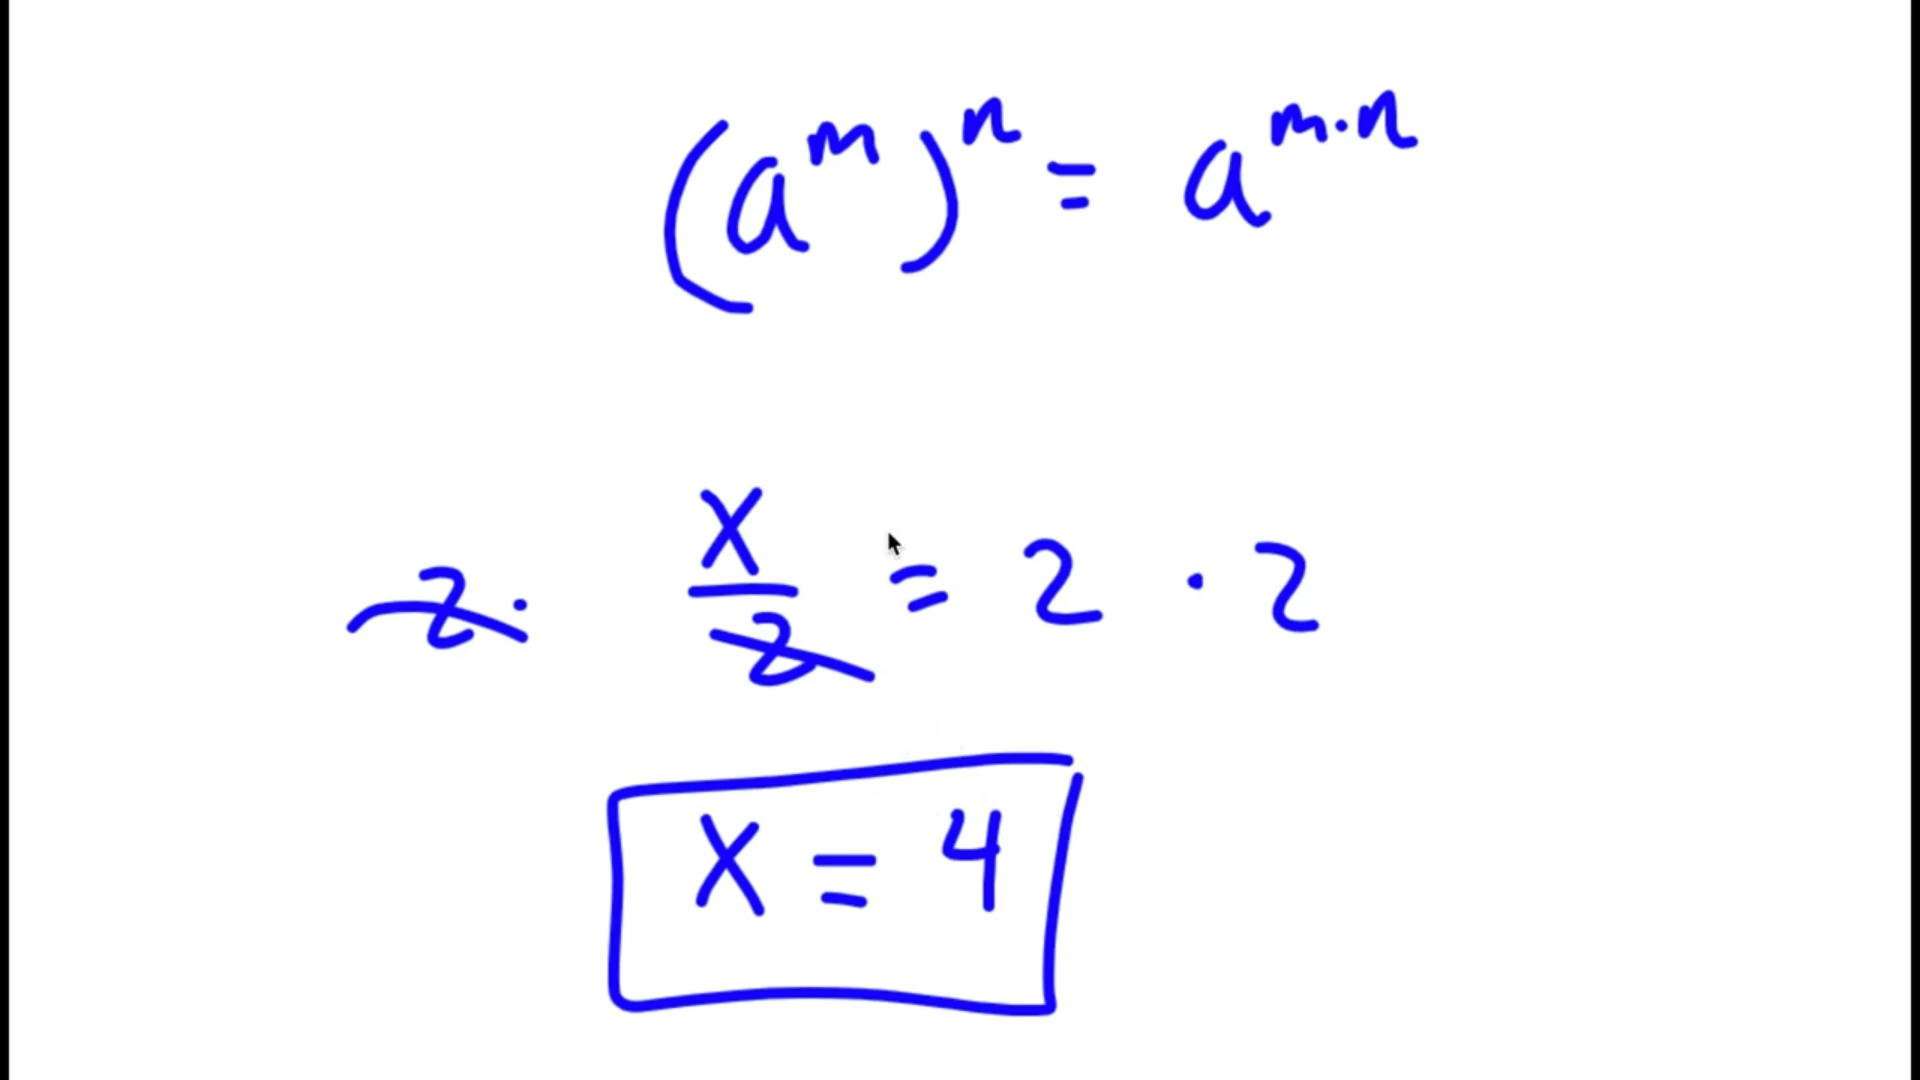 (a^m)^n = a^{m·n}
2 · x/2 = 2 · 2
x = 4